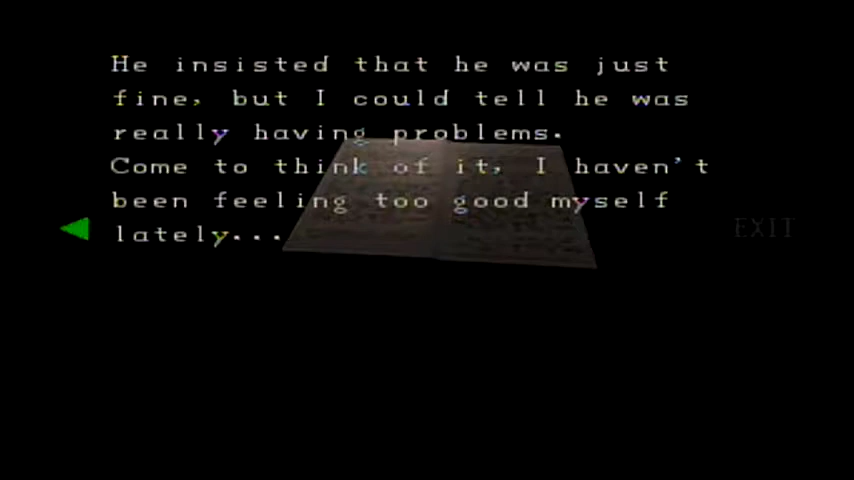 He insisted that he was just
fine, but I could tell he was
really having problems.
Come to think of it, I haven't
been feeling too good myself
lately...
EXIT